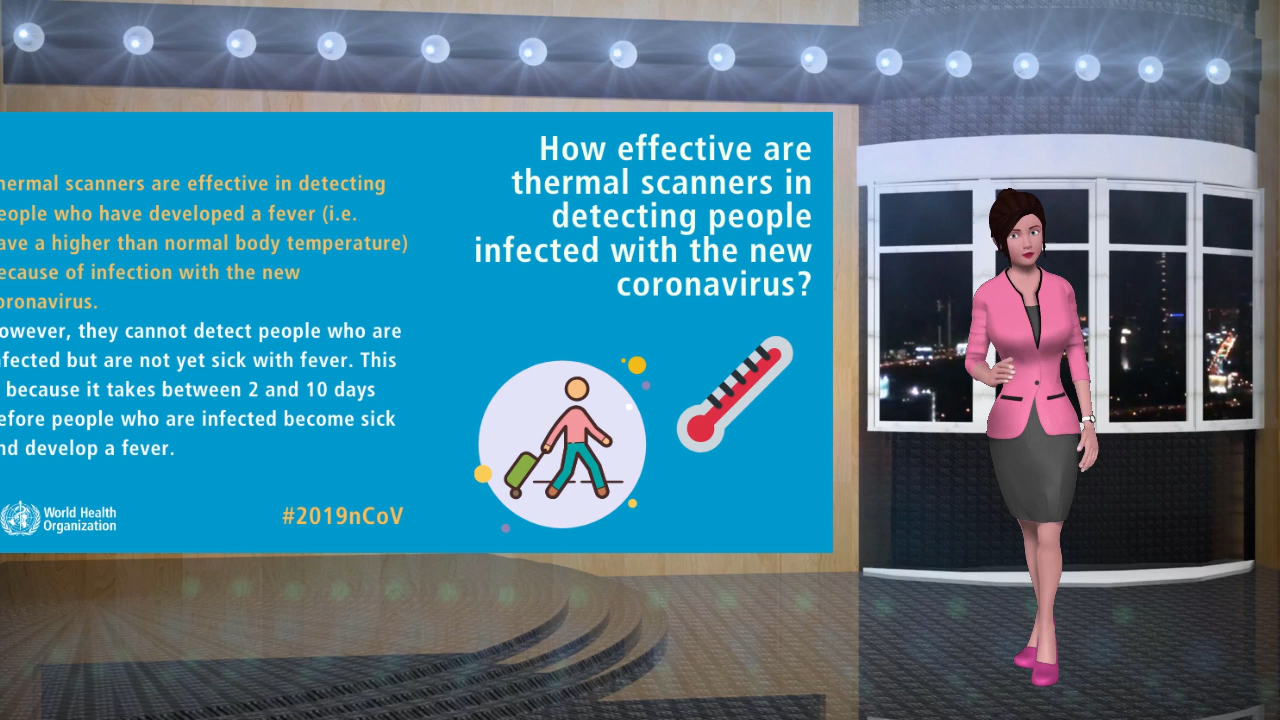 How effective are
thermal scanners in
detecting people
infected with the new
coronavirus?
hermal scanners are effective in detecting
eople who have developed a fever (i.e.
ave a higher than normal body temperature)
ecause of infection with the new
oronavirus.
owever, they cannot detect people who are
nfected but are not yet sick with fever. This
because it takes between 2 and 10 days
efore people who are infected become sick
nd develop a fever.
World Health
Organization
#2019nCoV